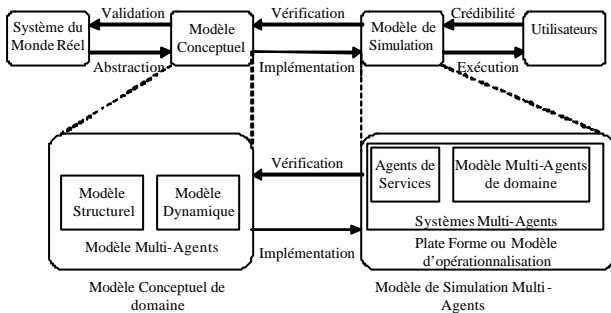 Validation
Vérification
Crédibilité
Système du
Monde Réel
Modèle
Conceptuel
Modèle de
Simulation
Utilisateurs
Abstraction
Implémentation
Exécution
Vérification
Modèle
Structurel
Modèle
Dynamique
Modèle Multi-Agents
Implémentation
Agents de
Services
Modèle Multi-Agents
de domaine
Systèmes Multi-Agents
Plate Forme ou Modèle
d'opérationnalisation
Modèle Conceptuel de
domaine
Modèle de Simulation Multi-
Agents